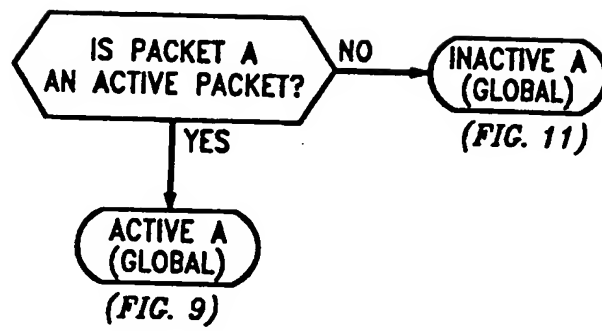 IS PACKET A
AN ACTIVE PACKET?
NO
INACTIVE A
(GLOBAL)
(FIG. 11)
YES
ACTIVE A
(GLOBAL)
(FIG. 9)